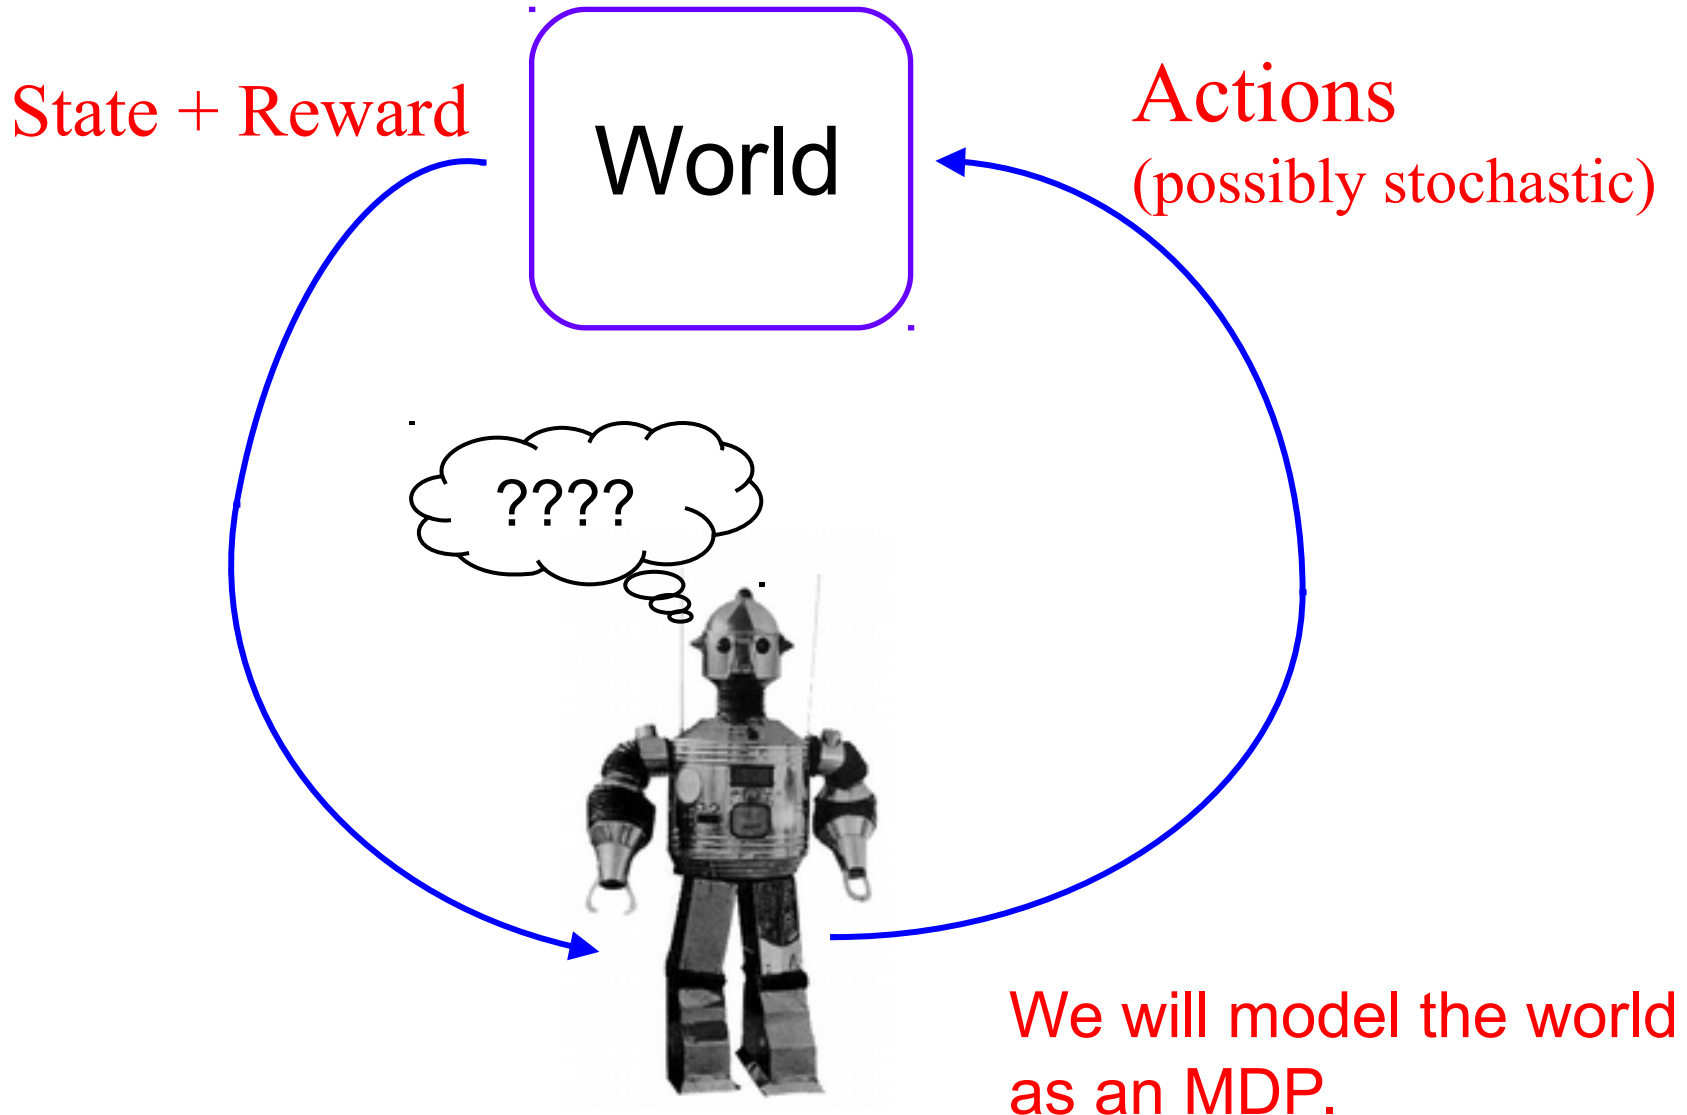 State + Reward
World
Actions
(possibly stochastic)
????
We will model the world
as an MDP.